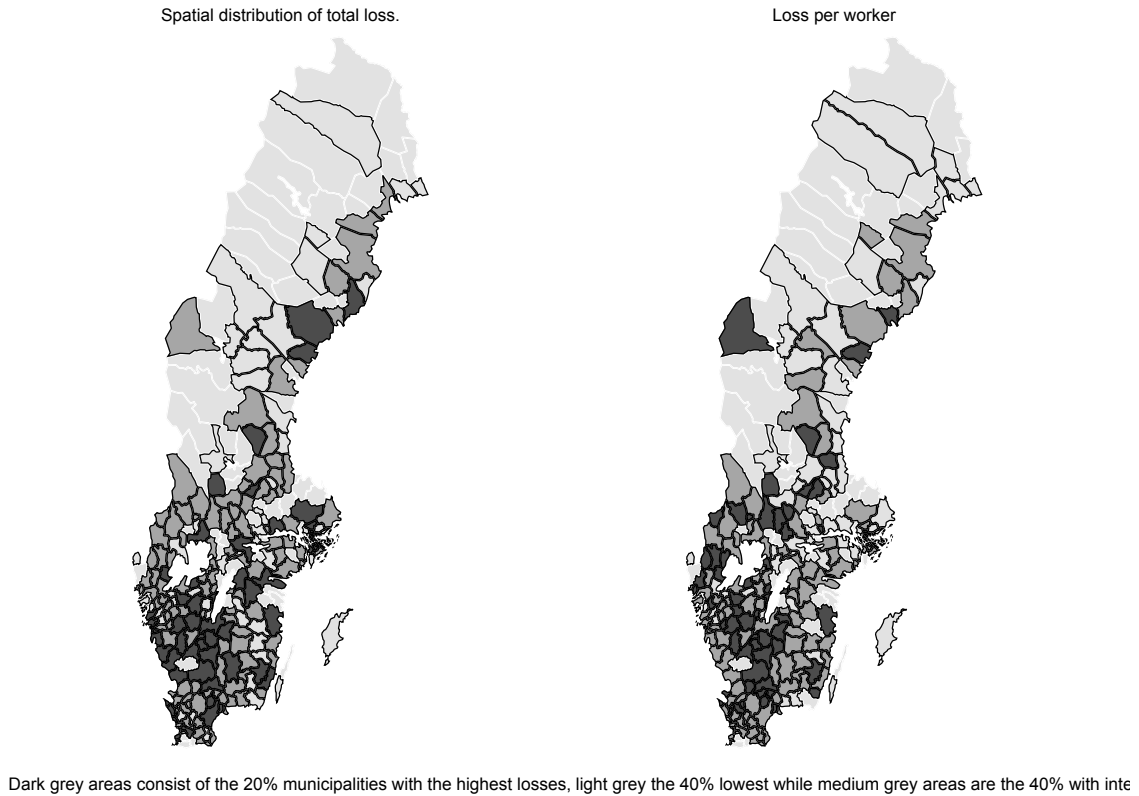 Spatial distribution of total loss.
Loss per worker
Dark grey areas consist of the 20% municipalities with the highest losses, light grey the 40% lowest while medium grey areas are the 40% with inte